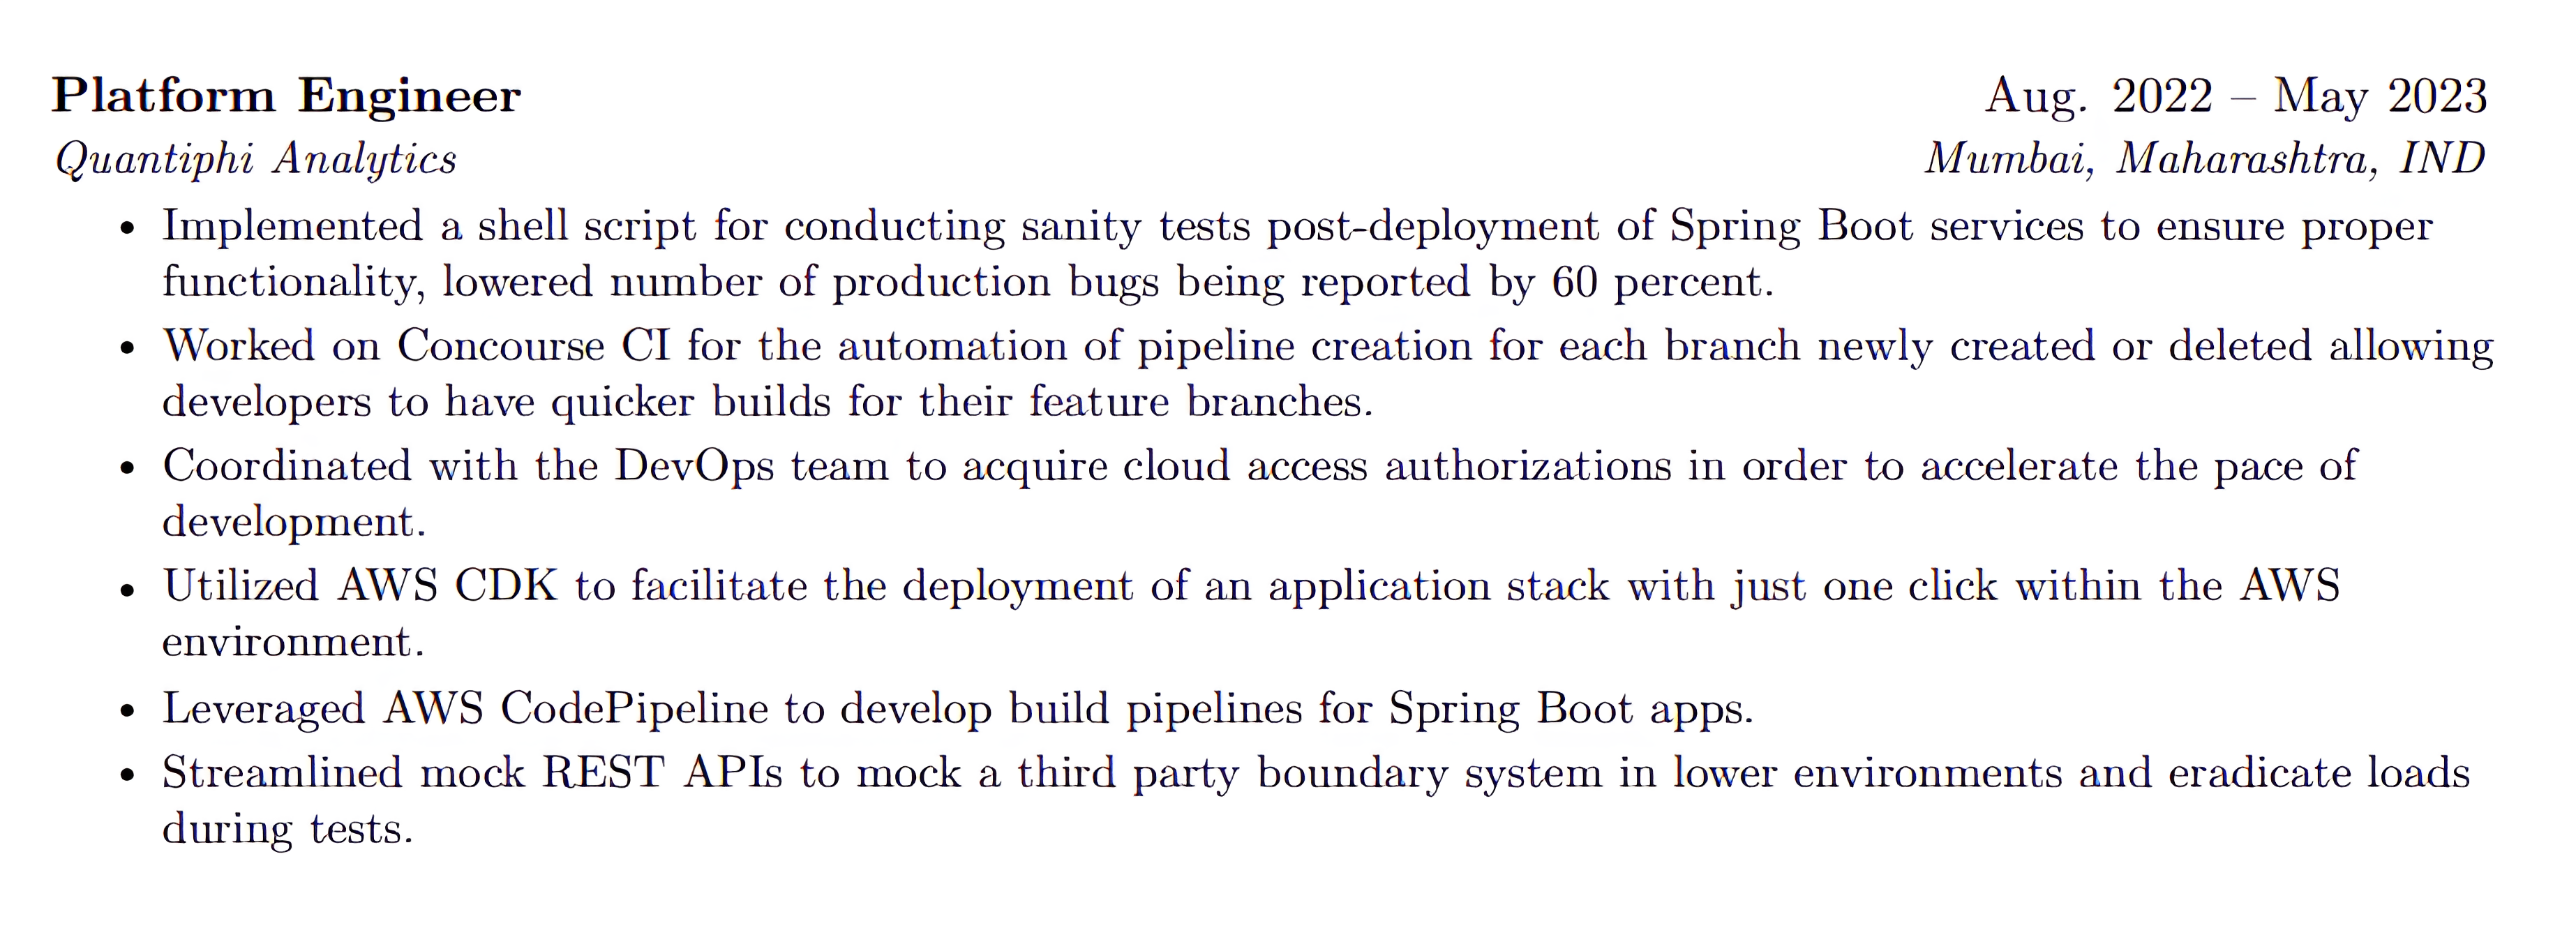 Platform Engineer Aug. 2022 – May 2023
Quantiphi Analytics Mumbai, Maharashtra, IND
• Implemented a shell script for conducting sanity tests post-deployment of Spring Boot services to ensure proper
functionality, lowered number of production bugs being reported by 60 percent.
• Worked on Concourse CI for the automation of pipeline creation for each branch newly created or deleted allowing
developers to have quicker builds for their feature branches.
• Coordinated with the DevOps team to acquire cloud access authorizations in order to accelerate the pace of
development.
• Utilized AWS CDK to facilitate the deployment of an application stack with just one click within the AWS
environment.
• Leveraged AWS CodePipeline to develop build pipelines for Spring Boot apps.
• Streamlined mock REST APIs to mock a third party boundary system in lower environments and eradicate loads
during tests.